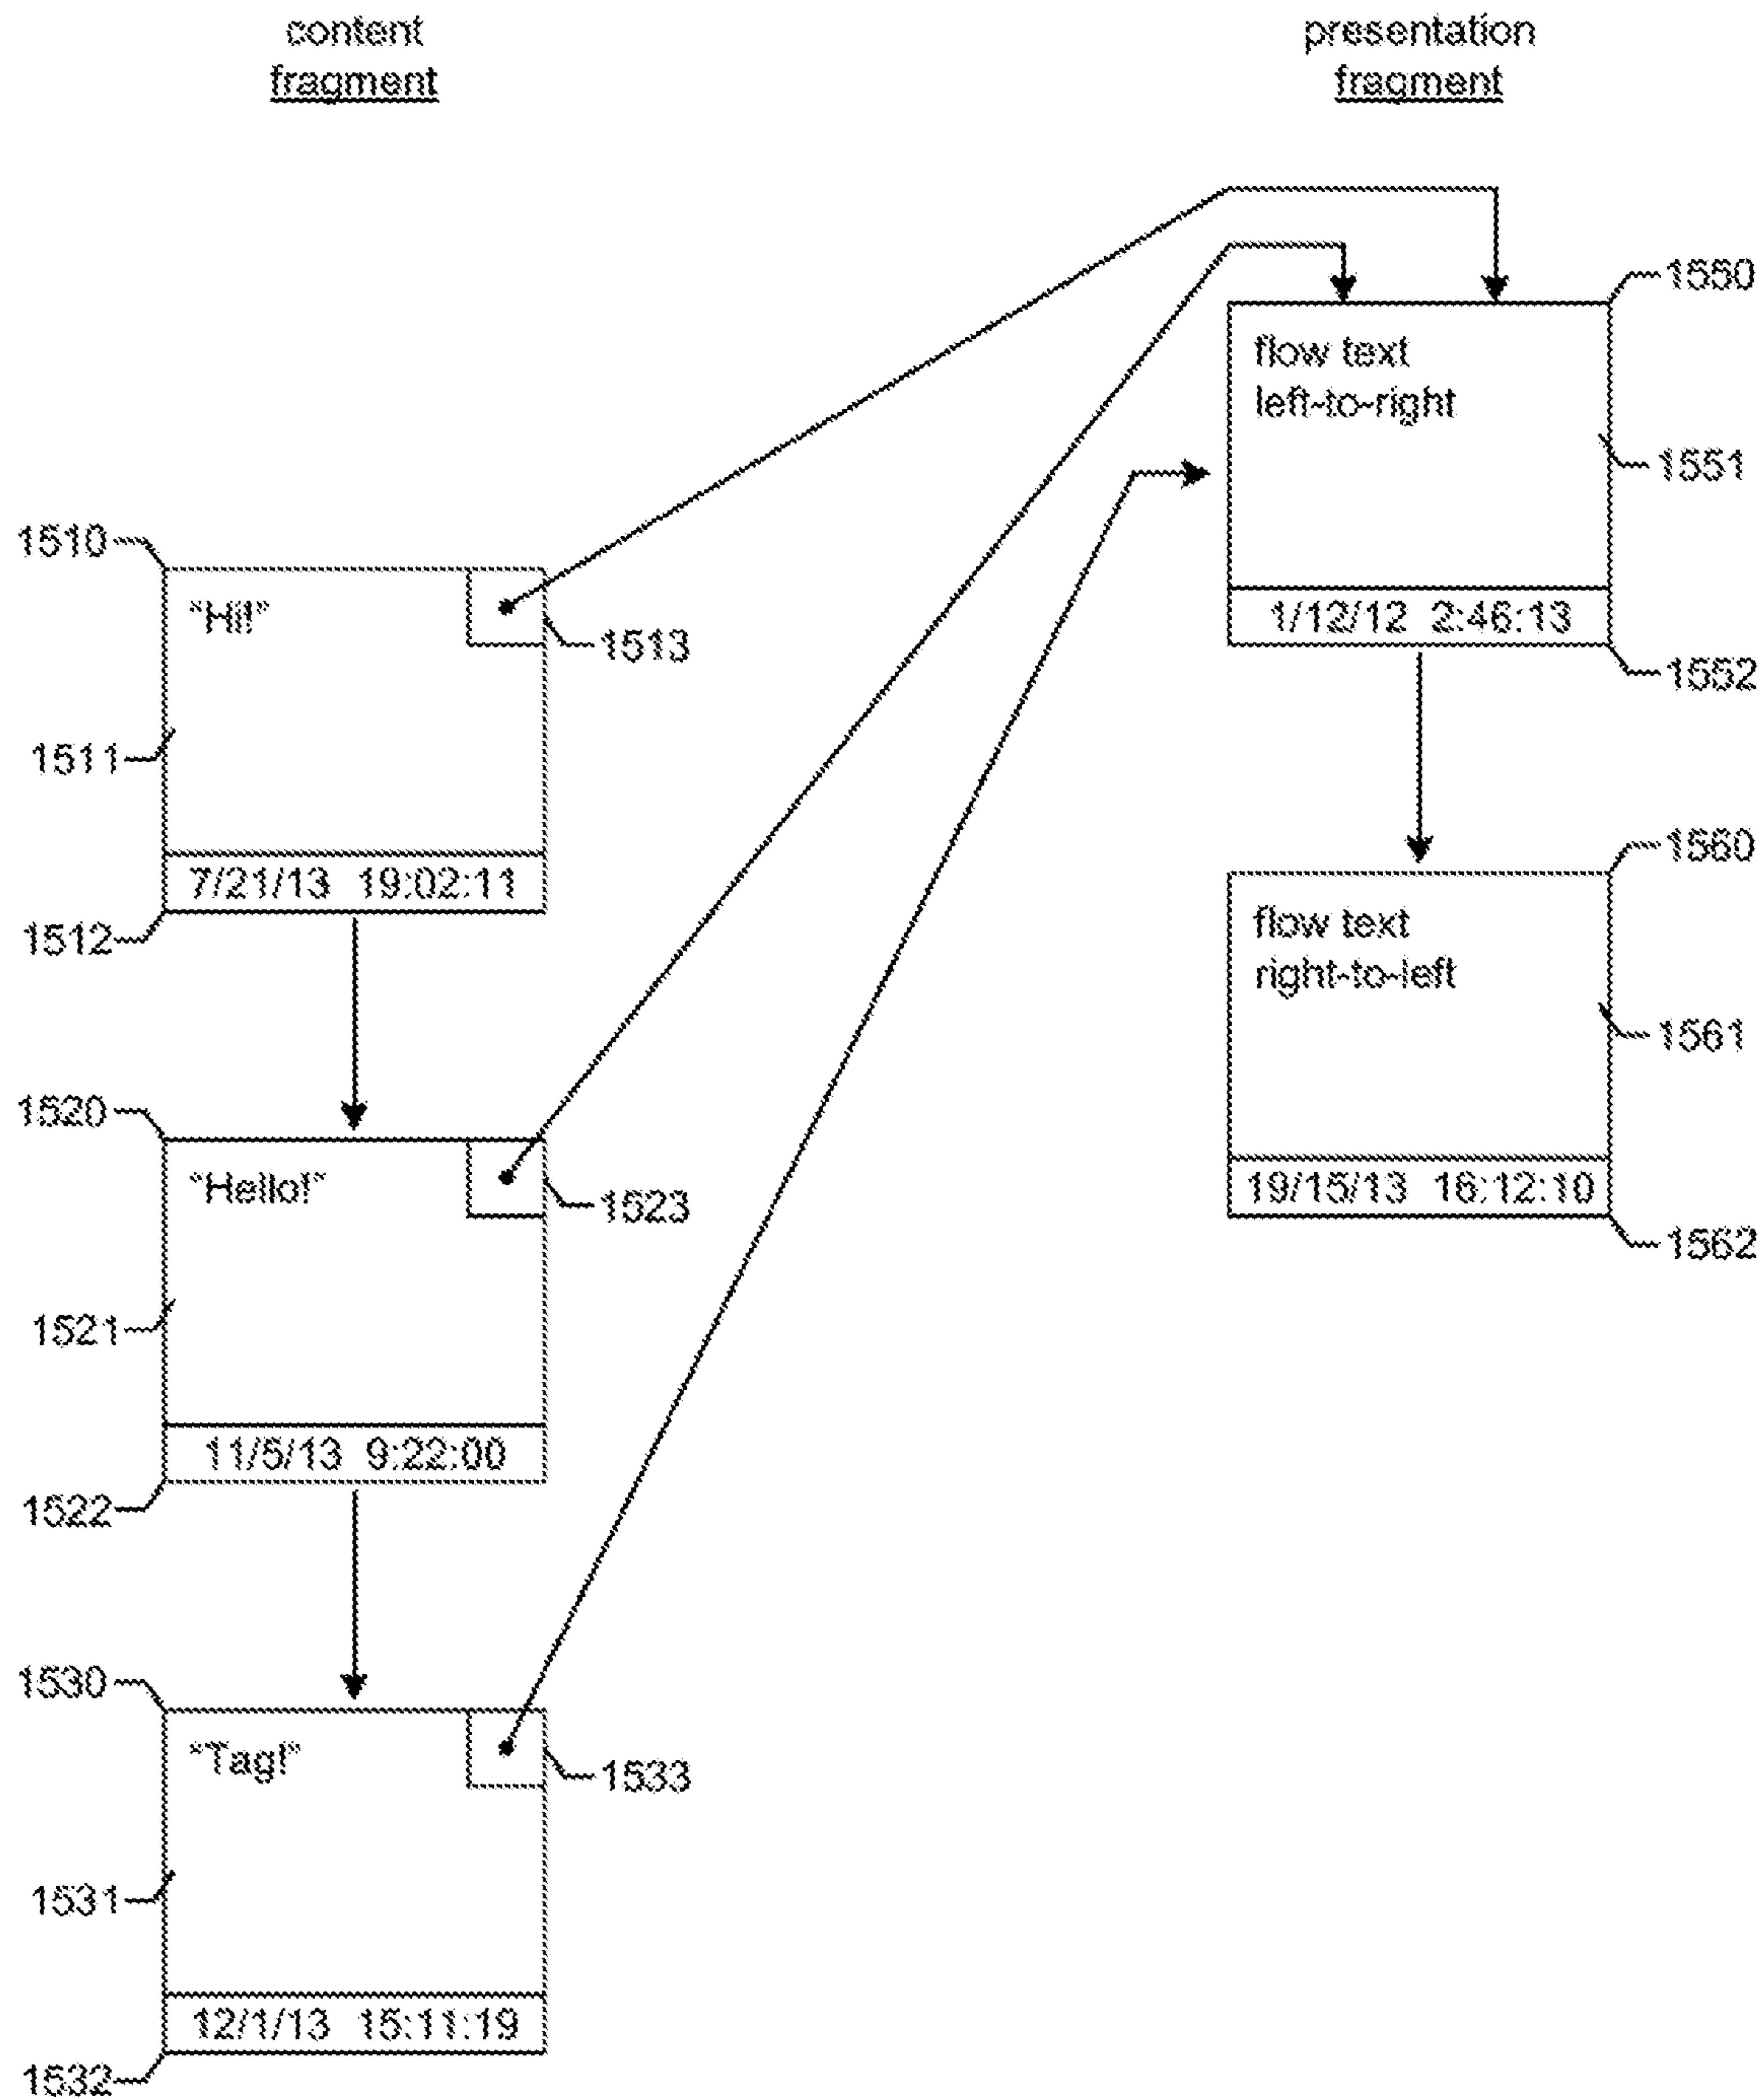 content
fragment
presentation
fragment
1550
flow text
left-to-right
1551
1/12/12 2:46:13
1552
1510
"Hi!"
1513
1511
7/21/13 19:02:11
1512
1560
flow text
right-to-left
1561
19/15/13 16:12:10
1562
1520
"Hello!"
1523
1521
11/5/13 9:22:00
1522
1530
"Tag!"
1533
1531
12/1/13 15:11:19
1532